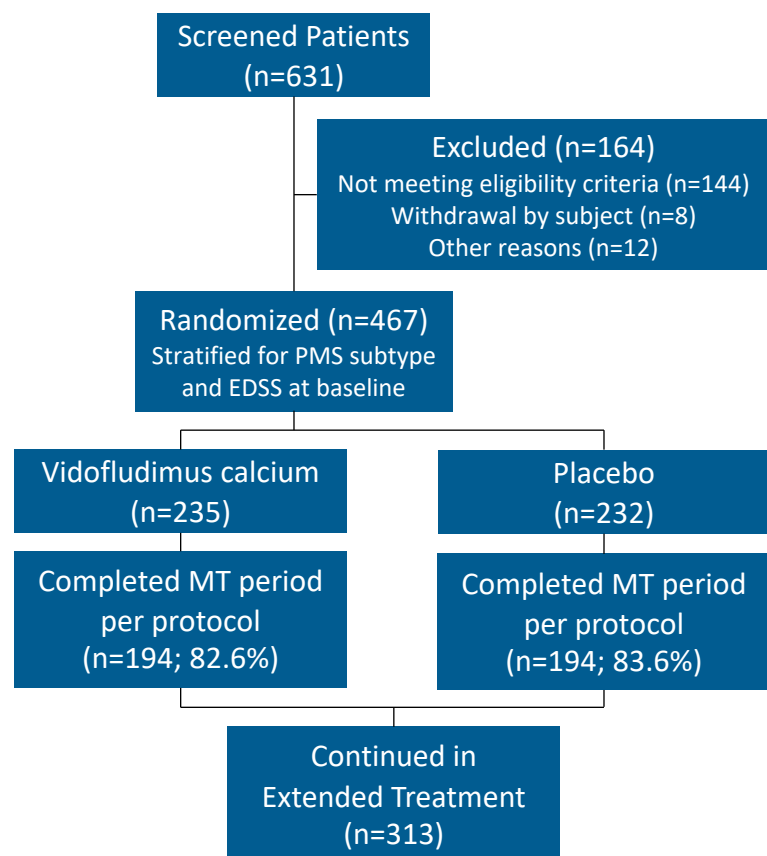 Screened Patients
(n=631)
Excluded (n=164)
Not meeting eligibility criteria (n=144)
Withdrawal by subject (n=8)
Other reasons (n=12)
Randomized (n=467)
Stratified for PMS subtype
and EDSS at baseline
Vidofludimus calcium
(n=235)
Placebo
(n=232)
Completed MT period
per protocol
(n=194; 82.6%)
Completed MT period
per protocol
(n=194; 83.6%)
Continued in
Extended Treatment
(n=313)